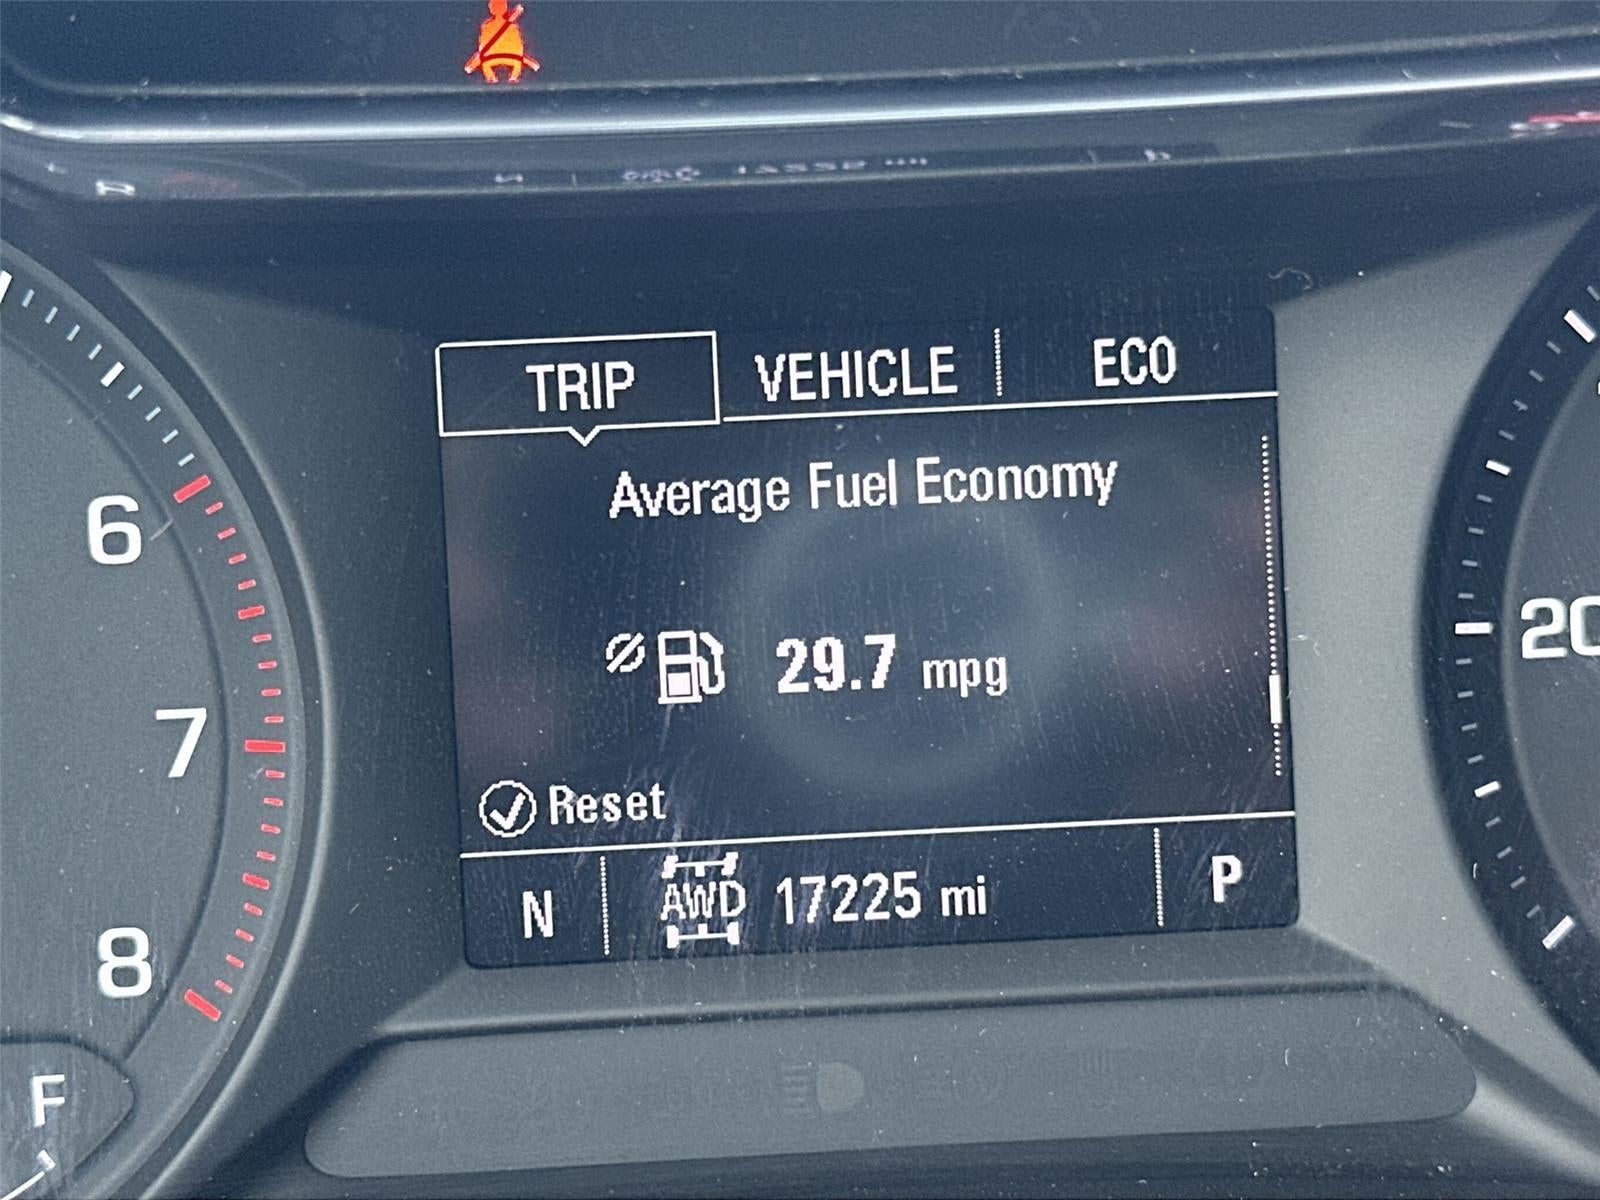 TRIP VEHICLE ECO
Average Fuel Economy
6
29.7 mpg
20
7
Reset
N AWD 17225 mi P
8
F